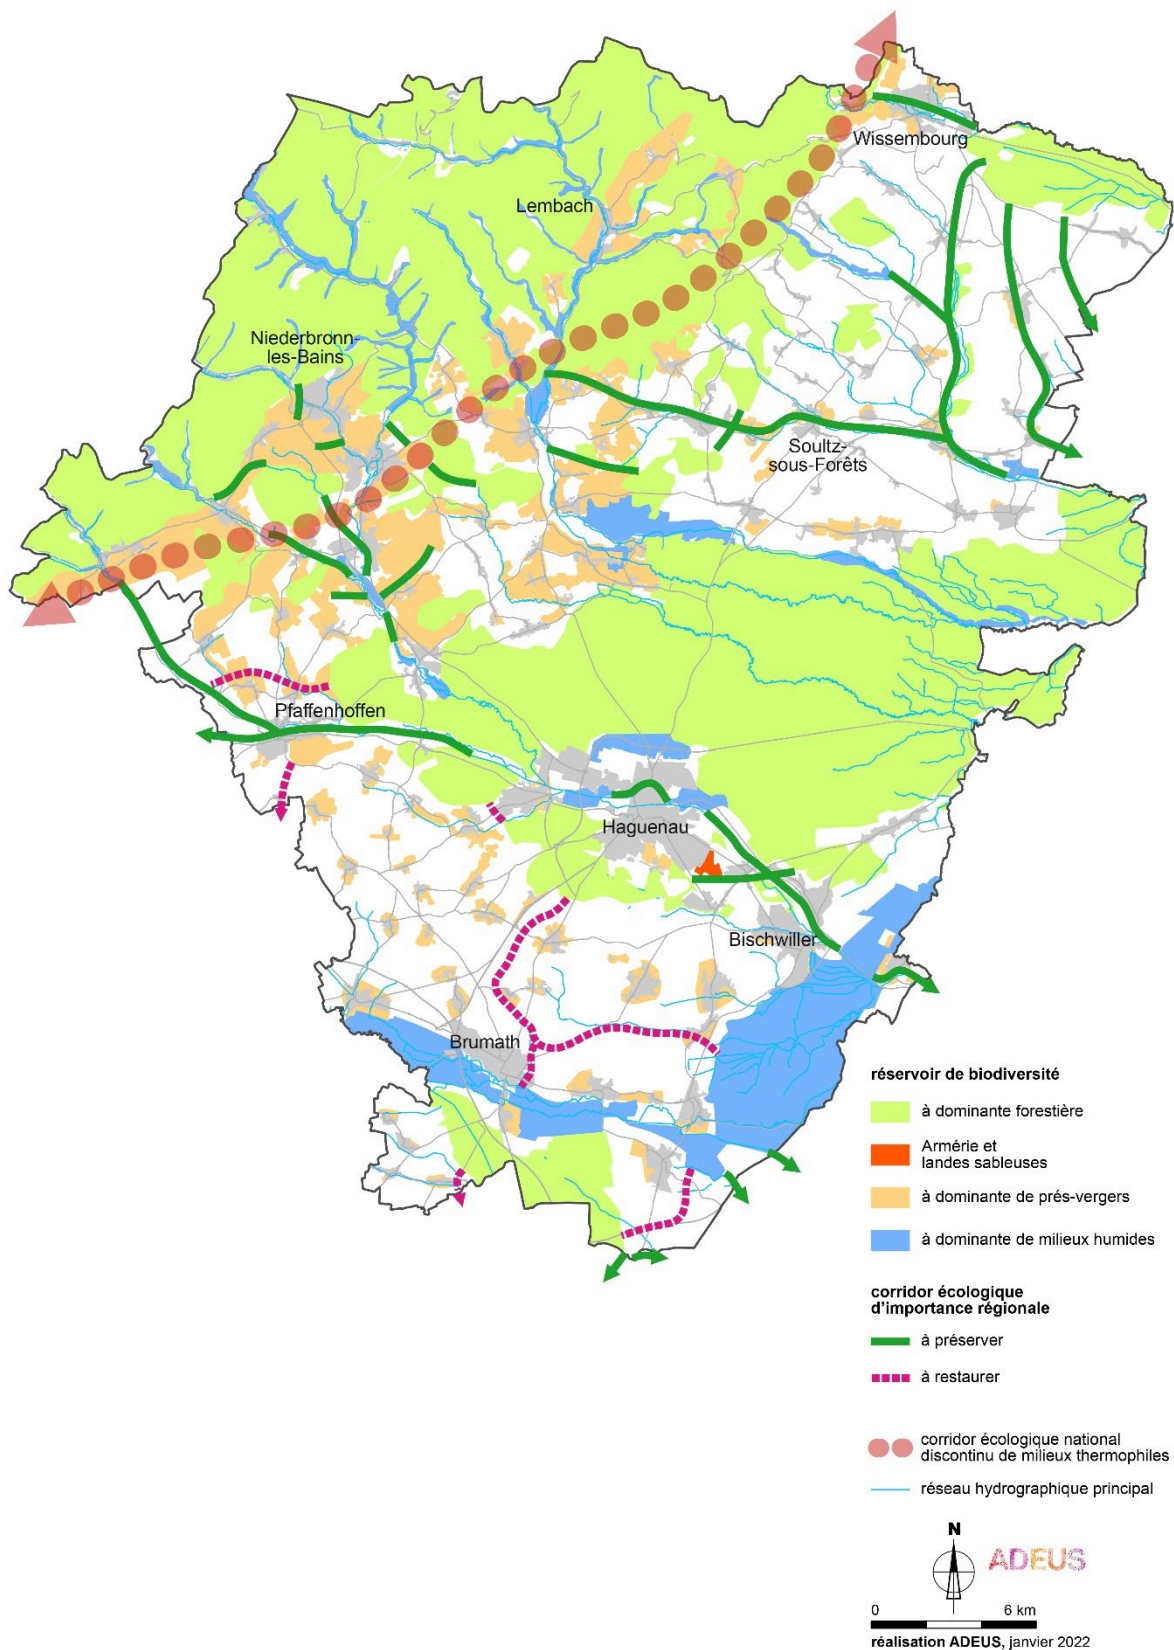 Wissembourg
Lembach
Niederbronn-
les-Bains
Soultz-
sous-Forêts
Pfaffenhoffen
Haguenau
Bischwiller
Brumath
réservoir de biodiversité
à dominante forestière
Armérie et
landes sableuses
à dominante de prés-vergers
à dominante de milieux humides
corridor écologique
d'importance régionale
à préserver
à restaurer
corridor écologique national
discontinu de milieux thermophiles
réseau hydrographique principal
N
ADEUS
0 6 km
réalisation ADEUS, janvier 2022